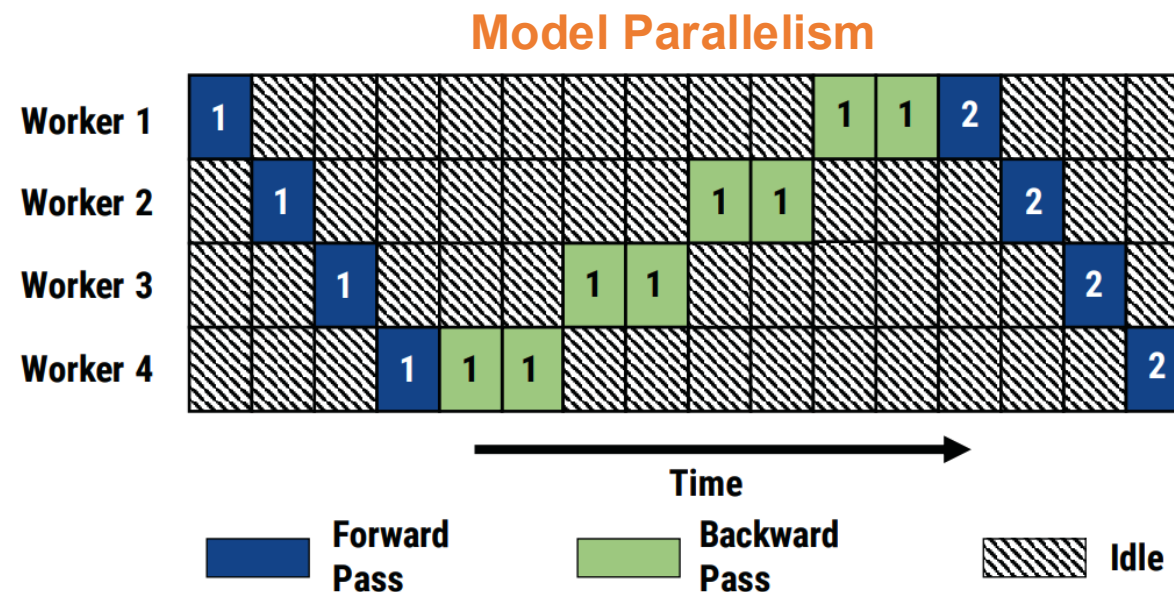 Model Parallelism
Worker 1 1 1 1 2
Worker 2 1 1 1 2
Worker 3 1 1 1 2
Worker 4 1 1 1 2
Time
Forward
Pass
Backward
Pass
Idle